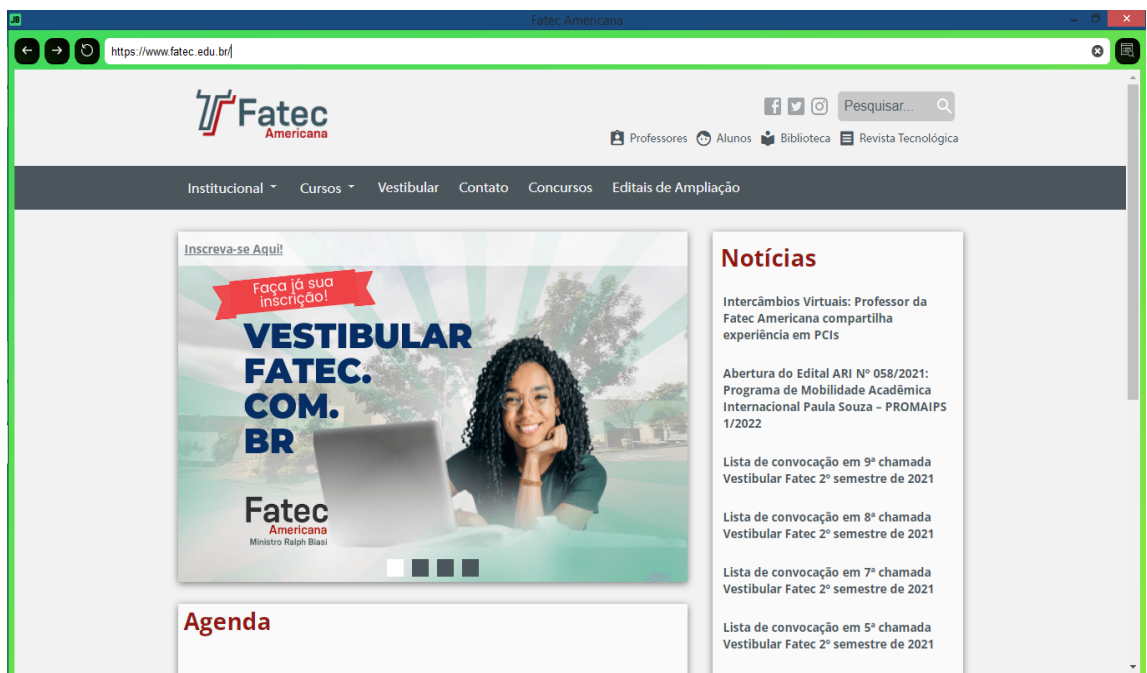 JB
Fatec Americana
https://www.fatec.edu.br/
Fatec
Americana
Pesquisar...
Professores
Alunos
Biblioteca
Revista Tecnológica
Institucional
Cursos
Vestibular
Contato
Concursos
Editais de Ampliação
Inscreva-se Aqui!
Faça já sua
inscrição!
VESTIBULAR
FATEC.
COM.
BR
Fatec
Americana
Ministro Ralph Biasi
Agenda
Notícias
Intercâmbios Virtuais: Professor da
Fatec Americana compartilha
experiência em PCIs
Abertura do Edital ARI Nº 058/2021:
Programa de Mobilidade Acadêmica
Internacional Paula Souza – PROMAIPS
1/2022
Lista de convocação em 9ª chamada
Vestibular Fatec 2º semestre de 2021
Lista de convocação em 8ª chamada
Vestibular Fatec 2º semestre de 2021
Lista de convocação em 7ª chamada
Vestibular Fatec 2º semestre de 2021
Lista de convocação em 5ª chamada
Vestibular Fatec 2º semestre de 2021